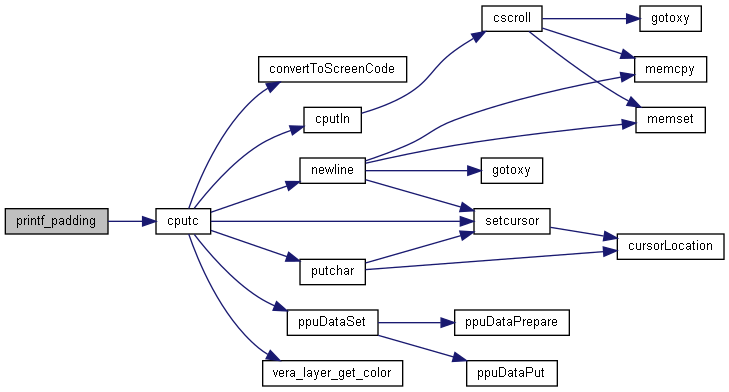 cscroll
gotoxy
convertToScreenCode
memcpy
cputln
memset
newline
gotoxy
printf_padding
cputc
setcursor
cursorLocation
putchar
ppuDataSet
ppuDataPrepare
vera_layer_get_color
ppuDataPut